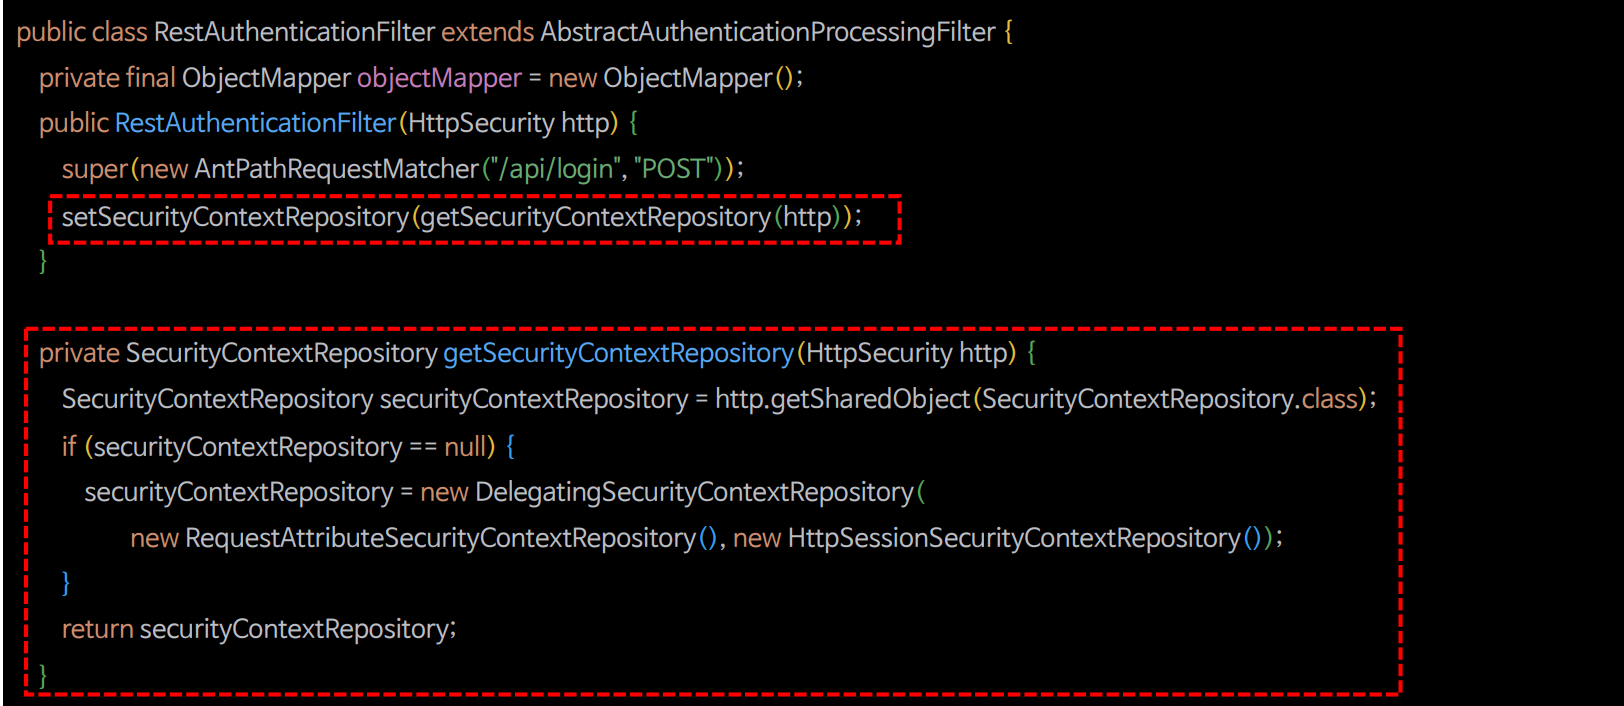 public class RestAuthenticationFilter extends AbstractAuthenticationProcessingFilter {
private final ObjectMapper objectMapper = new ObjectMapper();
public RestAuthenticationFilter(HttpSecurity http) {
super(new AntPathRequestMatcher("/api/login", "POST"));
setSecurityContextRepository(getSecurityContextRepository(http));
}
private SecurityContextRepository getSecurityContextRepository(HttpSecurity http) {
SecurityContextRepository securityContextRepository = http.getSharedObject(SecurityContextRepository.class);
if (securityContextRepository == null) {
securityContextRepository = new DelegatingSecurityContextRepository(
new RequestAttributeSecurityContextRepository(), new HttpSessionSecurityContextRepository());
}
return securityContextRepository;
}